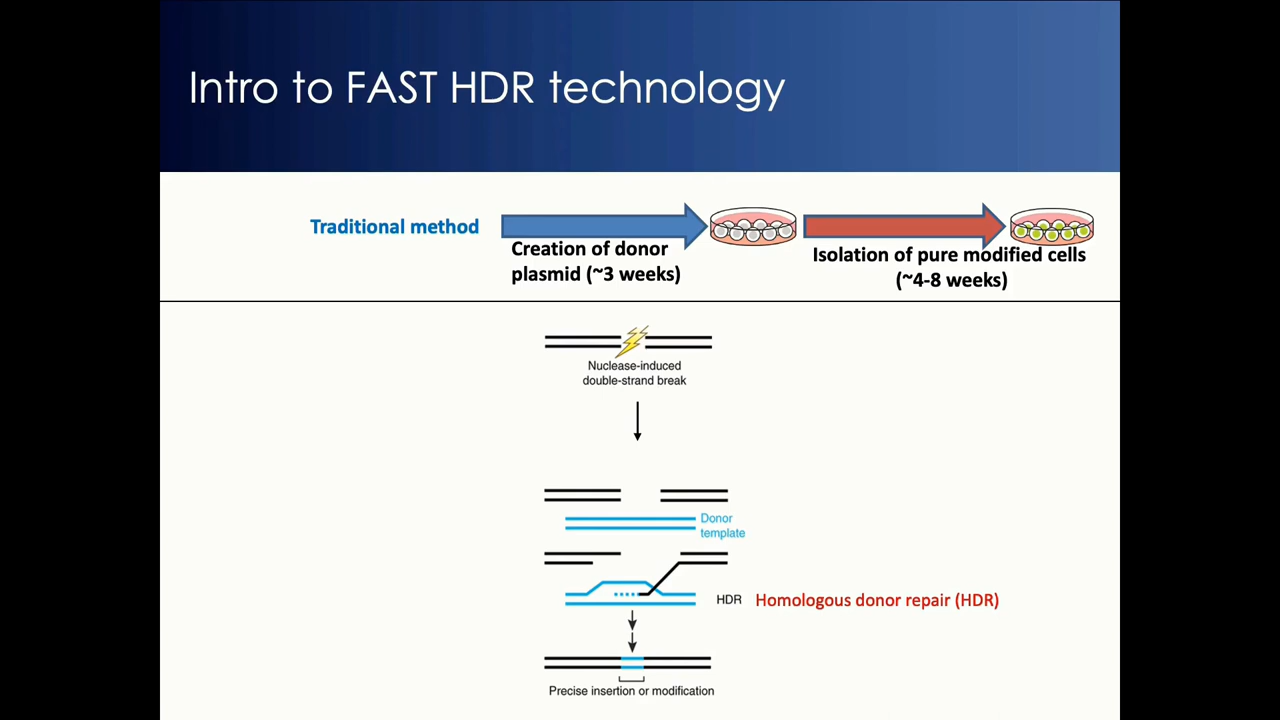 Intro to FAST HDR technology
Traditional method
Creation of donor
plasmid (~3 weeks)
Isolation of pure modified cells
(~4-8 weeks)
Nuclease-induced
double-strand break
Donor
template
HDR
Homologous donor repair (HDR)
Precise insertion or modification